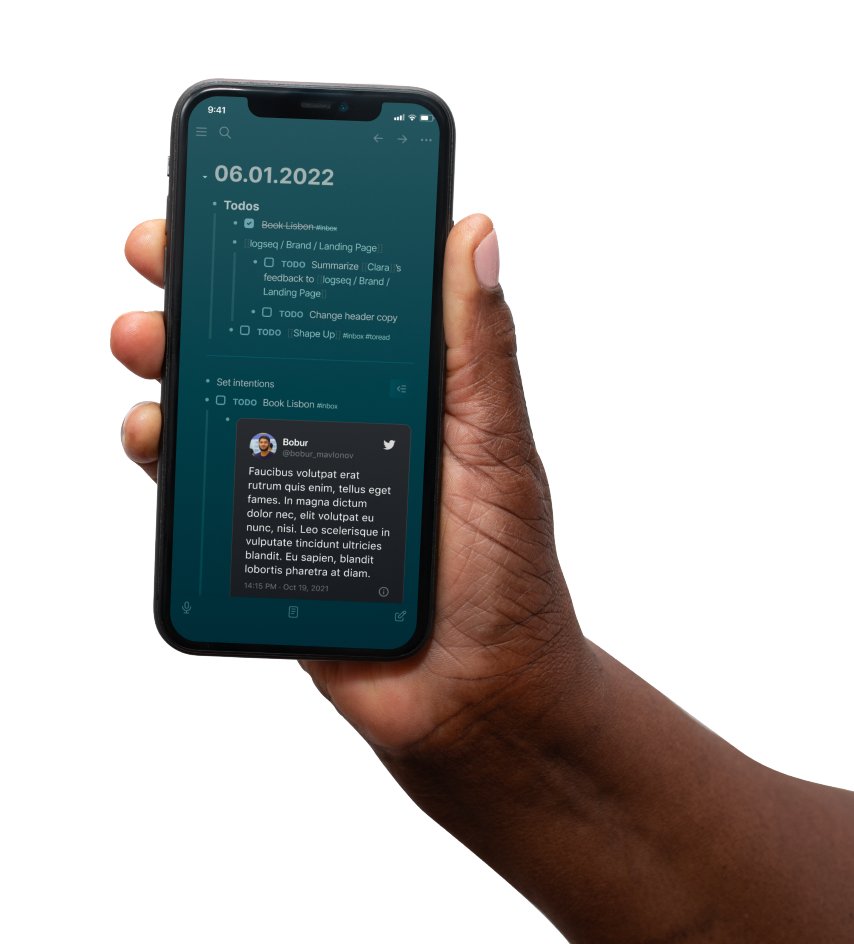 9:41
06.01.2022
Todos
Book Lisbon #inbox
[[logseq / Brand / Landing Page]]
TODO Summarize [[Clara]]'s
feedback to [[logseq / Brand /
Landing Page]]
TODO Change header copy
TODO [[Shape Up]] #inbox #toread
Set intentions
TODO Book Lisbon #inbox
Bobur
@bobur_mavlonov
Faucibus volutpat erat
rutrum quis enim, tellus eget
fames. In magna dictum
dolor nec, elit volutpat eu
nunc, nisi. Leo scelerisque in
vulputate tincidunt ultricies
blandit. Eu sapien, blandit
lobortis pharetra at diam.
14:15 PM · Oct 19, 2021